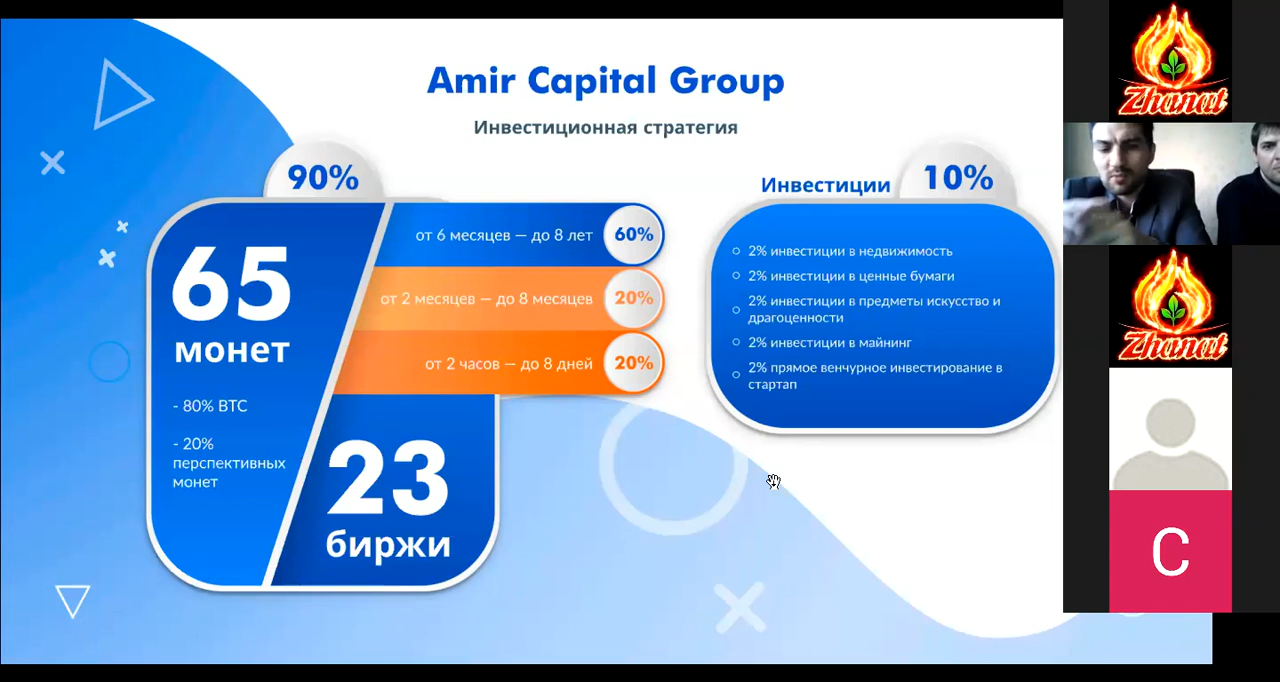 Amir Capital Group
Инвестиционная стратегия
90%
65
монет
- 80% BTC
- 20%
перспективных
монет
от 6 месяцев — до 8 лет 60%
от 2 месяцев — до 8 месяцев 20%
от 2 часов — до 8 дней 20%
23
биржи
Инвестиции 10%
2% инвестиции в недвижимость
2% инвестиции в ценные бумаги
2% инвестиции в предметы искусство и
драгоценности
2% инвестиции в майнинг
2% прямое венчурное инвестирование в
стартап
Zhanat
Zhanat
C